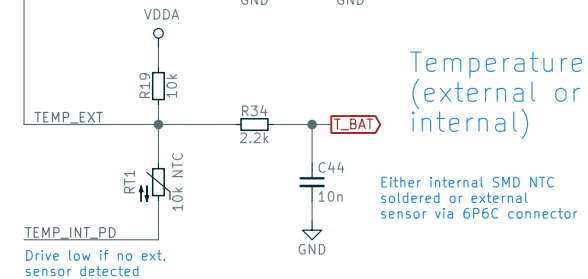 GND
GND
VDDA
R19
10k
Temperature
(external or
internal)
TEMP_EXT
R34
2.2k
T_BAT
RT1
10k NTC
C44
10n
Either internal SMD NTC
soldered or external
sensor via 6P6C connector
TEMP_INT_PD
GND
Drive low if no ext.
sensor detected